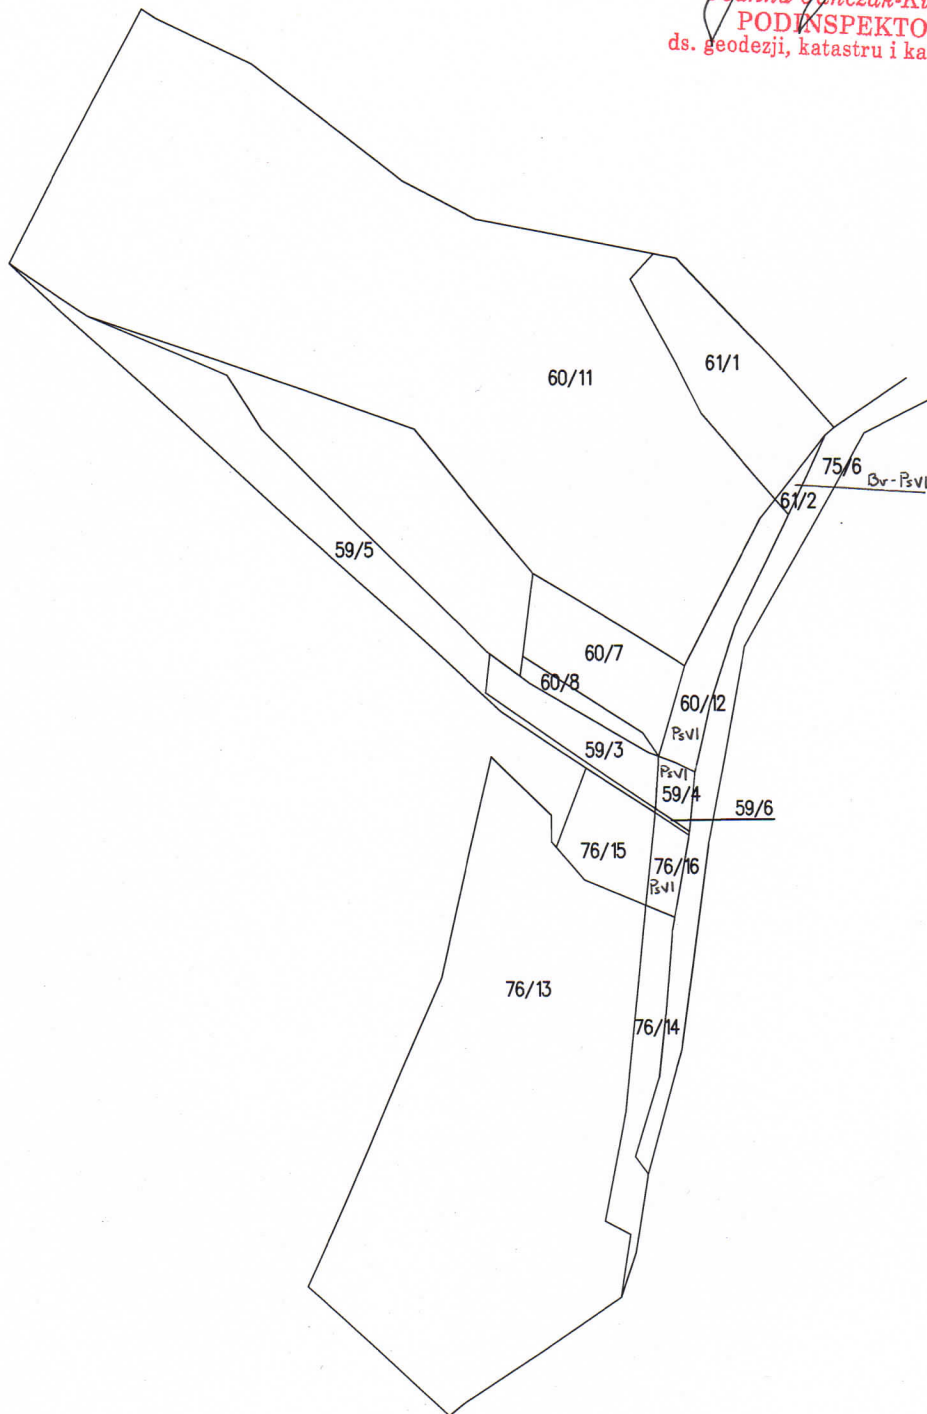 PODINSPEKTO
ds. geodezji, katastru i ka
61/1
60/11
75/6
Br-PsVI
61/2
59/5
60/7
60/8
60/12
PsVI
59/3
PsVI
59/4
59/6
76/15
76/16
PsVI
76/13
76/14